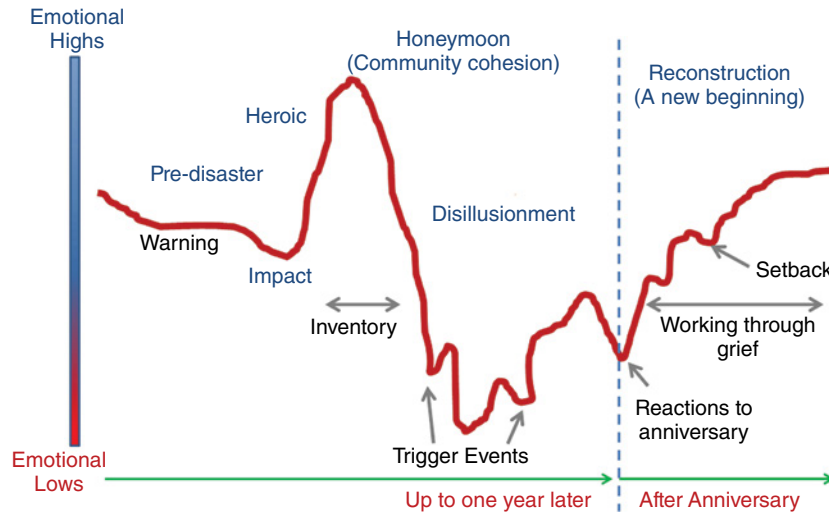 Emotional
Highs
Honeymoon
(Community cohesion)
Reconstruction
(A new beginning)
Heroic
Pre-disaster
Disillusionment
Warning
Impact
Setback
Inventory
Working through
grief
Reactions to
anniversary
Trigger Events
Emotional
Lows
Up to one year later
After Anniversary